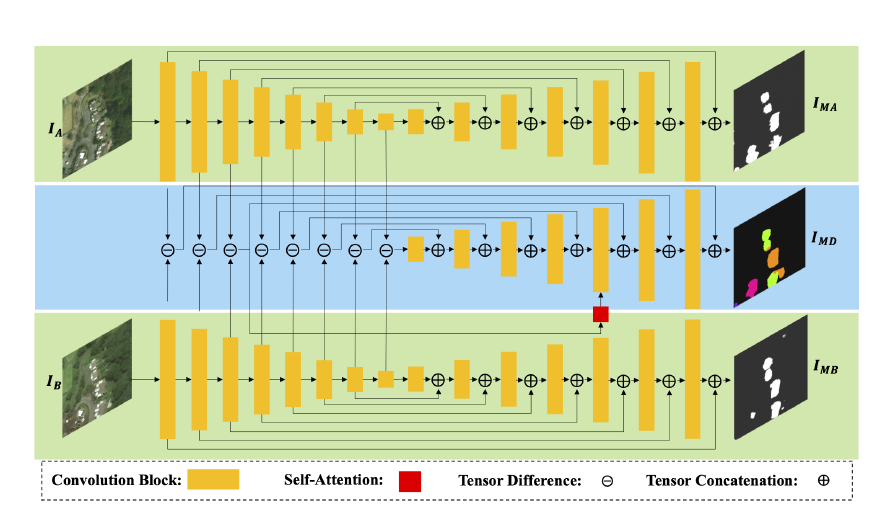 I_A
I_MA
I_MD
I_B
I_MB
Convolution Block: Self-Attention: Tensor Difference: ⊖ Tensor Concatenation: ⊕